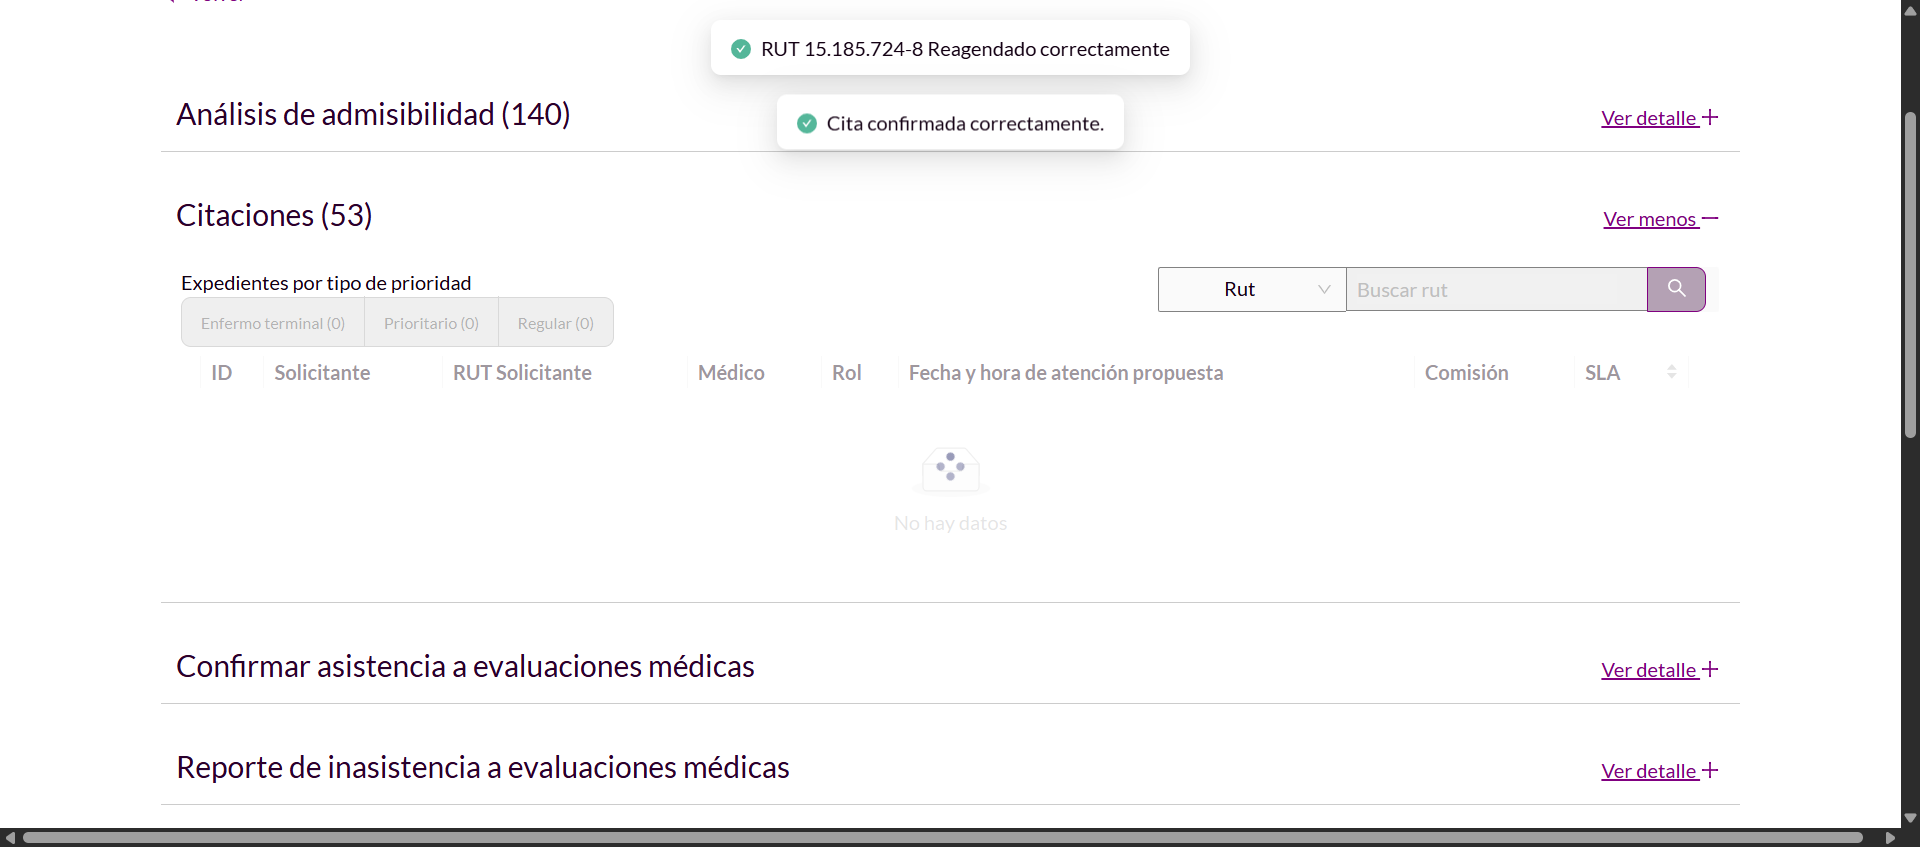 RUT 15.185.724-8 Reagendado correctamente
Cita confirmada correctamente.
Análisis de admisibilidad (140)
Ver detalle
Citaciones (53)
Ver menos
Expedientes por tipo de prioridad
Enfermo terminal (0) Prioritario (0) Regular (0)
Rut Buscar rut
ID Solicitante RUT Solicitante Médico Rol Fecha y hora de atención propuesta Comisión SLA
No hay datos
Confirmar asistencia a evaluaciones médicas
Ver detalle
Reporte de inasistencia a evaluaciones médicas
Ver detalle